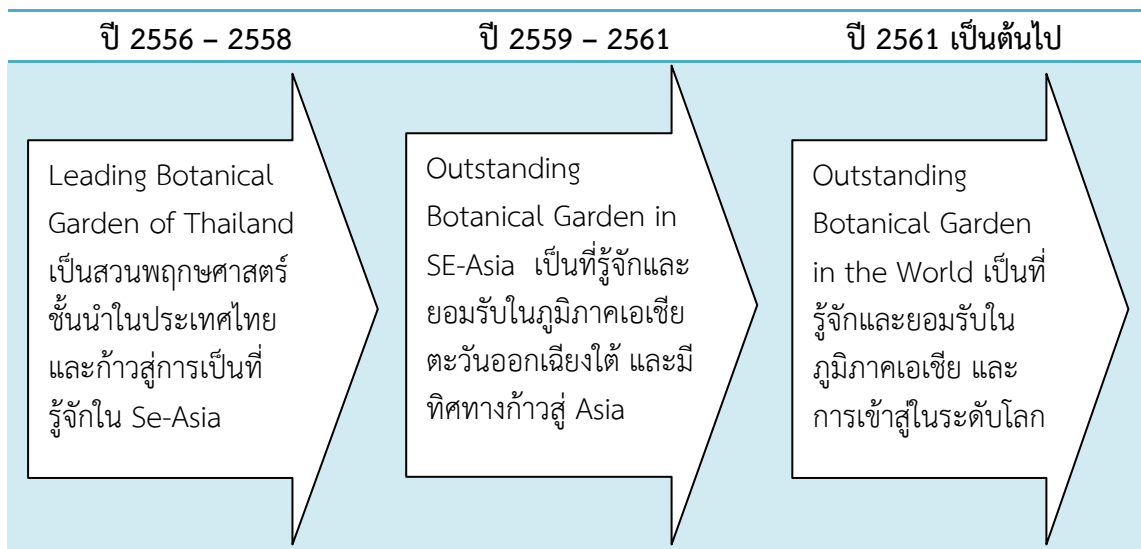 ปี 2556 – 2558
ปี 2559 – 2561
ปี 2561 เป็นต้นไป
Leading Botanical
Garden of Thailand
เป็นสวนพฤกษศาสตร์
ชั้นนำในประเทศไทย
และก้าวสู่การเป็นที่
รู้จักใน Se-Asia
Outstanding
Botanical Garden in
SE-Asia เป็นที่รู้จักและ
ยอมรับในภูมิภาคเอเชีย
ตะวันออกเฉียงใต้ และมี
ทิศทางก้าวสู่ Asia
Outstanding
Botanical Garden
in the World เป็นที่
รู้จักและยอมรับใน
ภูมิภาคเอเชีย และ
การเข้าสู่ในระดับโลก